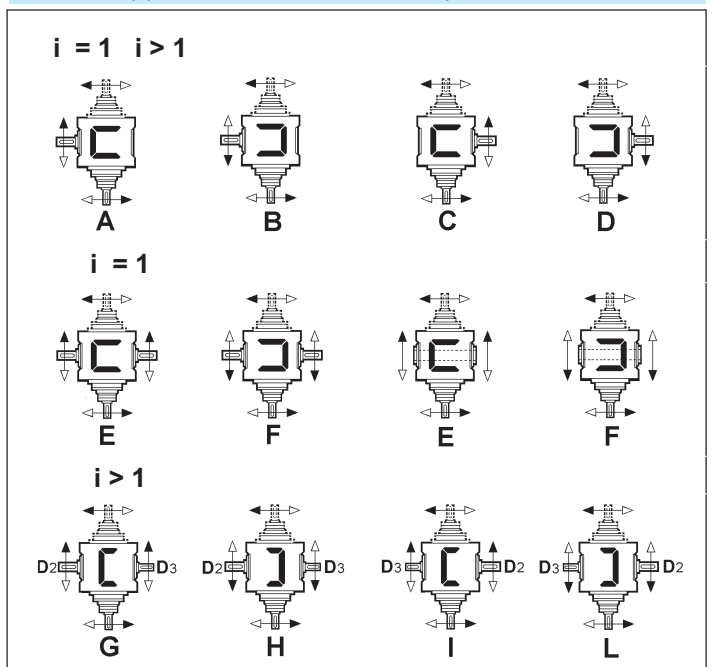 i = 1 i > 1
A B C D
i = 1
E F E F
i > 1
D2 D3 D2 D3 D3 D2 D3 D2
G H I L